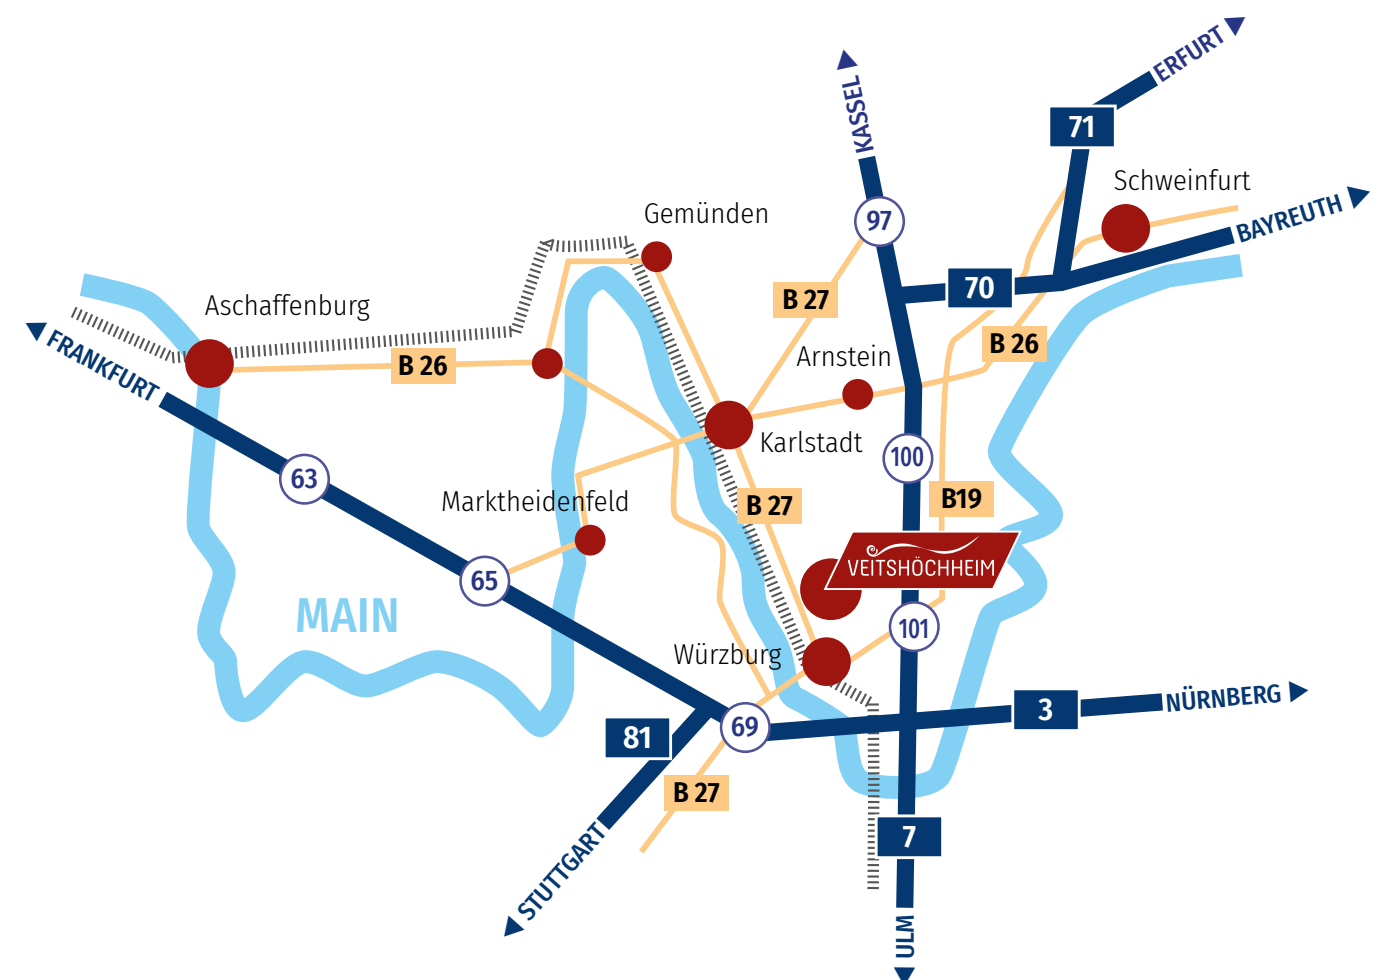 ERFURT
KASSEL
71
Schweinfurt
BAYREUTH
Gemünden
97
70
B 27
B 26
Aschaffenburg
FRANKFURT
B 26
Arnstein
Karlstadt
63
100
Marktheidenfeld
B 27
B19
65
VEITSHÖCHHEIM
MAIN
101
Würzburg
69
3
NÜRNBERG
81
B 27
7
STUTTGART
ULM